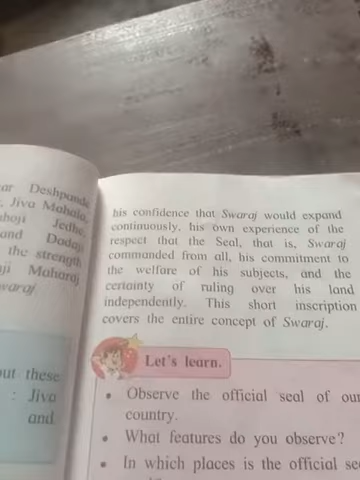 ar Deshpande
, Jiva Mahala,
hoji Jedhe,
and Dadaji
the strength
ji Maharaj
waraj
out these
: Jiva
and
his confidence that Swaraj would expand
continuously, his own experience of the
respect that the Seal, that is, Swaraj
commanded from all, his commitment to
the welfare of his subjects, and the
certainty of ruling over his land
independently. This short inscription
covers the entire concept of Swaraj.
Let's learn.
• Observe the official seal of our
country.
• What features do you observe?
• In which places is the official se